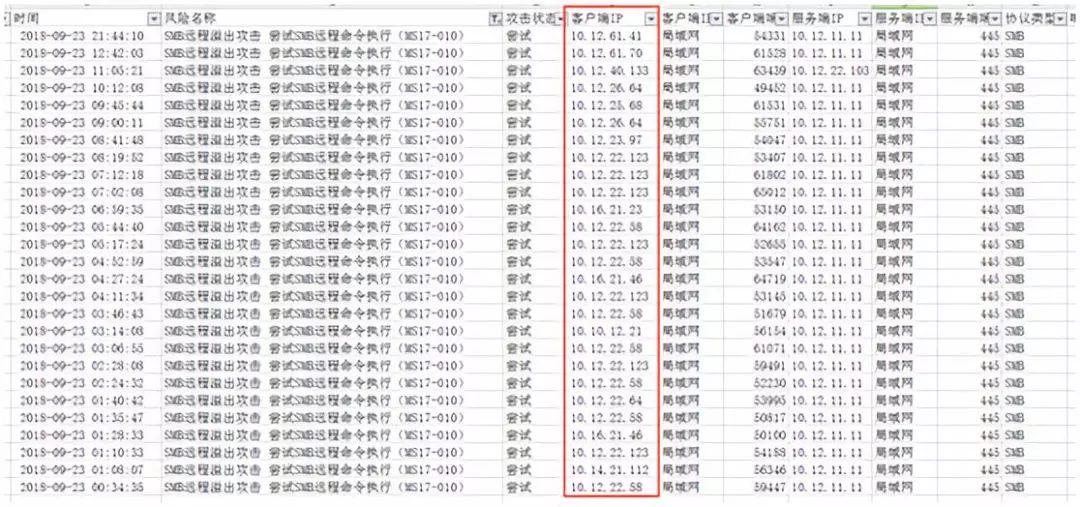 时间 风险名称 攻击状态 客户端IP 客户端I 客户端端 服务端IP 服务端I 服务端端 协议类型
2018-09-23 21:44:10 SMB远程溢出攻击 尝试SMB远程命令执行 (MS17-010) 尝试 10.12.61.41 局域网 54331 10.12.11.11 局域网 445 SMB
2018-09-23 12:42:03 SMB远程溢出攻击 尝试SMB远程命令执行 (MS17-010) 尝试 10.12.61.70 局域网 61528 10.12.11.11 局域网 445 SMB
2018-09-23 11:05:21 SMB远程溢出攻击 尝试SMB远程命令执行 (MS17-010) 尝试 10.12.40.133 局域网 63439 10.12.22.103 局域网 445 SMB
2018-09-23 10:12:08 SMB远程溢出攻击 尝试SMB远程命令执行 (MS17-010) 尝试 10.12.26.64 局域网 49452 10.12.11.11 局域网 445 SMB
2018-09-23 09:45:44 SMB远程溢出攻击 尝试SMB远程命令执行 (MS17-010) 尝试 10.12.25.68 局域网 61531 10.12.11.11 局域网 445 SMB
2018-09-23 09:00:11 SMB远程溢出攻击 尝试SMB远程命令执行 (MS17-010) 尝试 10.12.26.64 局域网 55751 10.12.11.11 局域网 445 SMB
2018-09-23 08:41:48 SMB远程溢出攻击 尝试SMB远程命令执行 (MS17-010) 尝试 10.12.23.97 局域网 54047 10.12.11.11 局域网 445 SMB
2018-09-23 08:19:52 SMB远程溢出攻击 尝试SMB远程命令执行 (MS17-010) 尝试 10.12.22.123 局域网 53407 10.12.11.11 局域网 445 SMB
2018-09-23 07:12:18 SMB远程溢出攻击 尝试SMB远程命令执行 (MS17-010) 尝试 10.12.22.123 局域网 61802 10.12.11.11 局域网 445 SMB
2018-09-23 07:02:08 SMB远程溢出攻击 尝试SMB远程命令执行 (MS17-010) 尝试 10.12.22.123 局域网 65012 10.12.11.11 局域网 445 SMB
2018-09-23 06:59:35 SMB远程溢出攻击 尝试SMB远程命令执行 (MS17-010) 尝试 10.16.21.23 局域网 53150 10.12.11.11 局域网 445 SMB
2018-09-23 05:44:40 SMB远程溢出攻击 尝试SMB远程命令执行 (MS17-010) 尝试 10.12.22.58 局域网 64162 10.12.11.11 局域网 445 SMB
2018-09-23 05:17:24 SMB远程溢出攻击 尝试SMB远程命令执行 (MS17-010) 尝试 10.12.22.123 局域网 52655 10.12.11.11 局域网 445 SMB
2018-09-23 04:52:59 SMB远程溢出攻击 尝试SMB远程命令执行 (MS17-010) 尝试 10.12.22.58 局域网 53547 10.12.11.11 局域网 445 SMB
2018-09-23 04:27:24 SMB远程溢出攻击 尝试SMB远程命令执行 (MS17-010) 尝试 10.16.21.46 局域网 64719 10.12.11.11 局域网 445 SMB
2018-09-23 04:11:34 SMB远程溢出攻击 尝试SMB远程命令执行 (MS17-010) 尝试 10.12.22.123 局域网 53145 10.12.11.11 局域网 445 SMB
2018-09-23 03:46:43 SMB远程溢出攻击 尝试SMB远程命令执行 (MS17-010) 尝试 10.12.22.58 局域网 51679 10.12.11.11 局域网 445 SMB
2018-09-23 03:14:08 SMB远程溢出攻击 尝试SMB远程命令执行 (MS17-010) 尝试 10.10.12.21 局域网 56154 10.12.11.11 局域网 445 SMB
2018-09-23 03:06:55 SMB远程溢出攻击 尝试SMB远程命令执行 (MS17-010) 尝试 10.12.22.58 局域网 61071 10.12.11.11 局域网 445 SMB
2018-09-23 02:28:08 SMB远程溢出攻击 尝试SMB远程命令执行 (MS17-010) 尝试 10.12.22.123 局域网 59491 10.12.11.11 局域网 445 SMB
2018-09-23 02:24:32 SMB远程溢出攻击 尝试SMB远程命令执行 (MS17-010) 尝试 10.12.22.58 局域网 52230 10.12.11.11 局域网 445 SMB
2018-09-23 01:40:42 SMB远程溢出攻击 尝试SMB远程命令执行 (MS17-010) 尝试 10.12.22.64 局域网 53995 10.12.11.11 局域网 445 SMB
2018-09-23 01:35:47 SMB远程溢出攻击 尝试SMB远程命令执行 (MS17-010) 尝试 10.12.22.58 局域网 50817 10.12.11.11 局域网 445 SMB
2018-09-23 01:28:33 SMB远程溢出攻击 尝试SMB远程命令执行 (MS17-010) 尝试 10.16.21.46 局域网 50100 10.12.11.11 局域网 445 SMB
2018-09-23 01:10:33 SMB远程溢出攻击 尝试SMB远程命令执行 (MS17-010) 尝试 10.12.22.123 局域网 54188 10.12.11.11 局域网 445 SMB
2018-09-23 01:08:07 SMB远程溢出攻击 尝试SMB远程命令执行 (MS17-010) 尝试 10.14.21.112 局域网 56346 10.12.11.11 局域网 445 SMB
2018-09-23 00:34:35 SMB远程溢出攻击 尝试SMB远程命令执行 (MS17-010) 尝试 10.12.22.58 局域网 59447 10.12.11.11 局域网 445 SMB